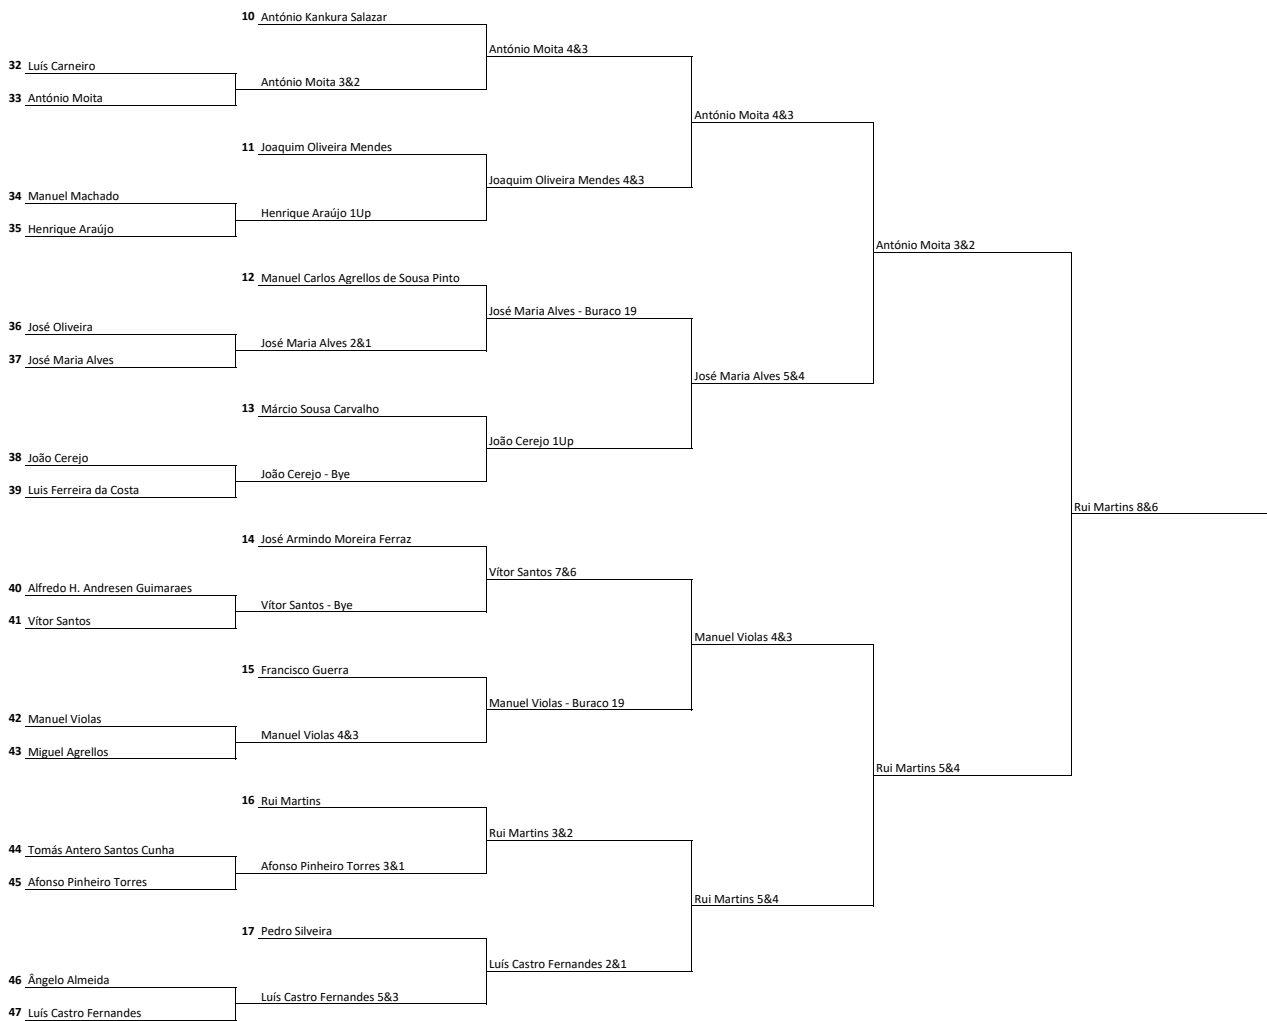 10 António Kankura Salazar
António Moita 4&3
32 Luís Carneiro
António Moita 3&2
33 António Moita
António Moita 4&3
11 Joaquim Oliveira Mendes
Joaquim Oliveira Mendes 4&3
34 Manuel Machado
Henrique Araújo 1Up
35 Henrique Araújo
António Moita 3&2
12 Manuel Carlos Agrellos de Sousa Pinto
José Maria Alves - Buraco 19
36 José Oliveira
José Maria Alves 2&1
37 José Maria Alves
José Maria Alves 5&4
13 Márcio Sousa Carvalho
João Cerejo 1Up
38 João Cerejo
João Cerejo - Bye
39 Luis Ferreira da Costa
Rui Martins 8&6
14 José Armindo Moreira Ferraz
Vítor Santos 7&6
40 Alfredo H. Andresen Guimaraes
Vítor Santos - Bye
41 Vítor Santos
Manuel Violas 4&3
15 Francisco Guerra
Manuel Violas - Buraco 19
42 Manuel Violas
Manuel Violas 4&3
43 Miguel Agrellos
Rui Martins 5&4
16 Rui Martins
Rui Martins 3&2
44 Tomás Antero Santos Cunha
Afonso Pinheiro Torres 3&1
45 Afonso Pinheiro Torres
Rui Martins 5&4
17 Pedro Silveira
Luís Castro Fernandes 2&1
46 Ângelo Almeida
Luís Castro Fernandes 5&3
47 Luís Castro Fernandes